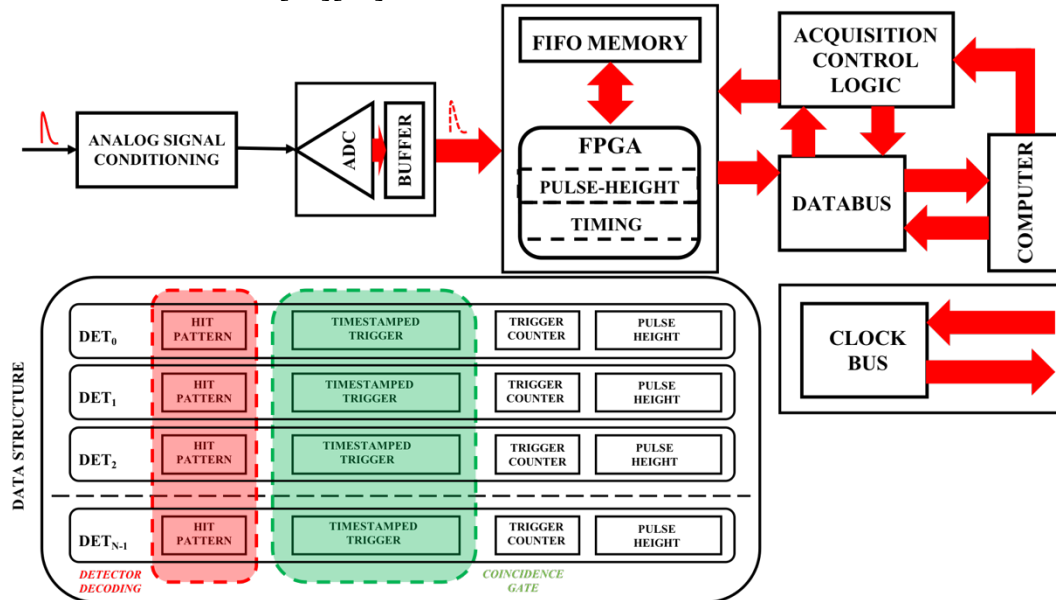 FIFO MEMORY
ACQUISITION
CONTROL
LOGIC
ANALOG SIGNAL
CONDITIONING
ADC
BUFFER
FPGA
PULSE-HEIGHT
TIMING
DATABUS
COMPUTER
CLOCK
BUS
DATA STRUCTURE
DET0
HIT
PATTERN
TIMESTAMPED
TRIGGER
TRIGGER
COUNTER
PULSE
HEIGHT
DET1
HIT
PATTERN
TIMESTAMPED
TRIGGER
TRIGGER
COUNTER
PULSE
HEIGHT
DET2
HIT
PATTERN
TIMESTAMPED
TRIGGER
TRIGGER
COUNTER
PULSE
HEIGHT
DETN-1
HIT
PATTERN
TIMESTAMPED
TRIGGER
TRIGGER
COUNTER
PULSE
HEIGHT
DETECTOR
DECODING
COINCIDENCE
GATE